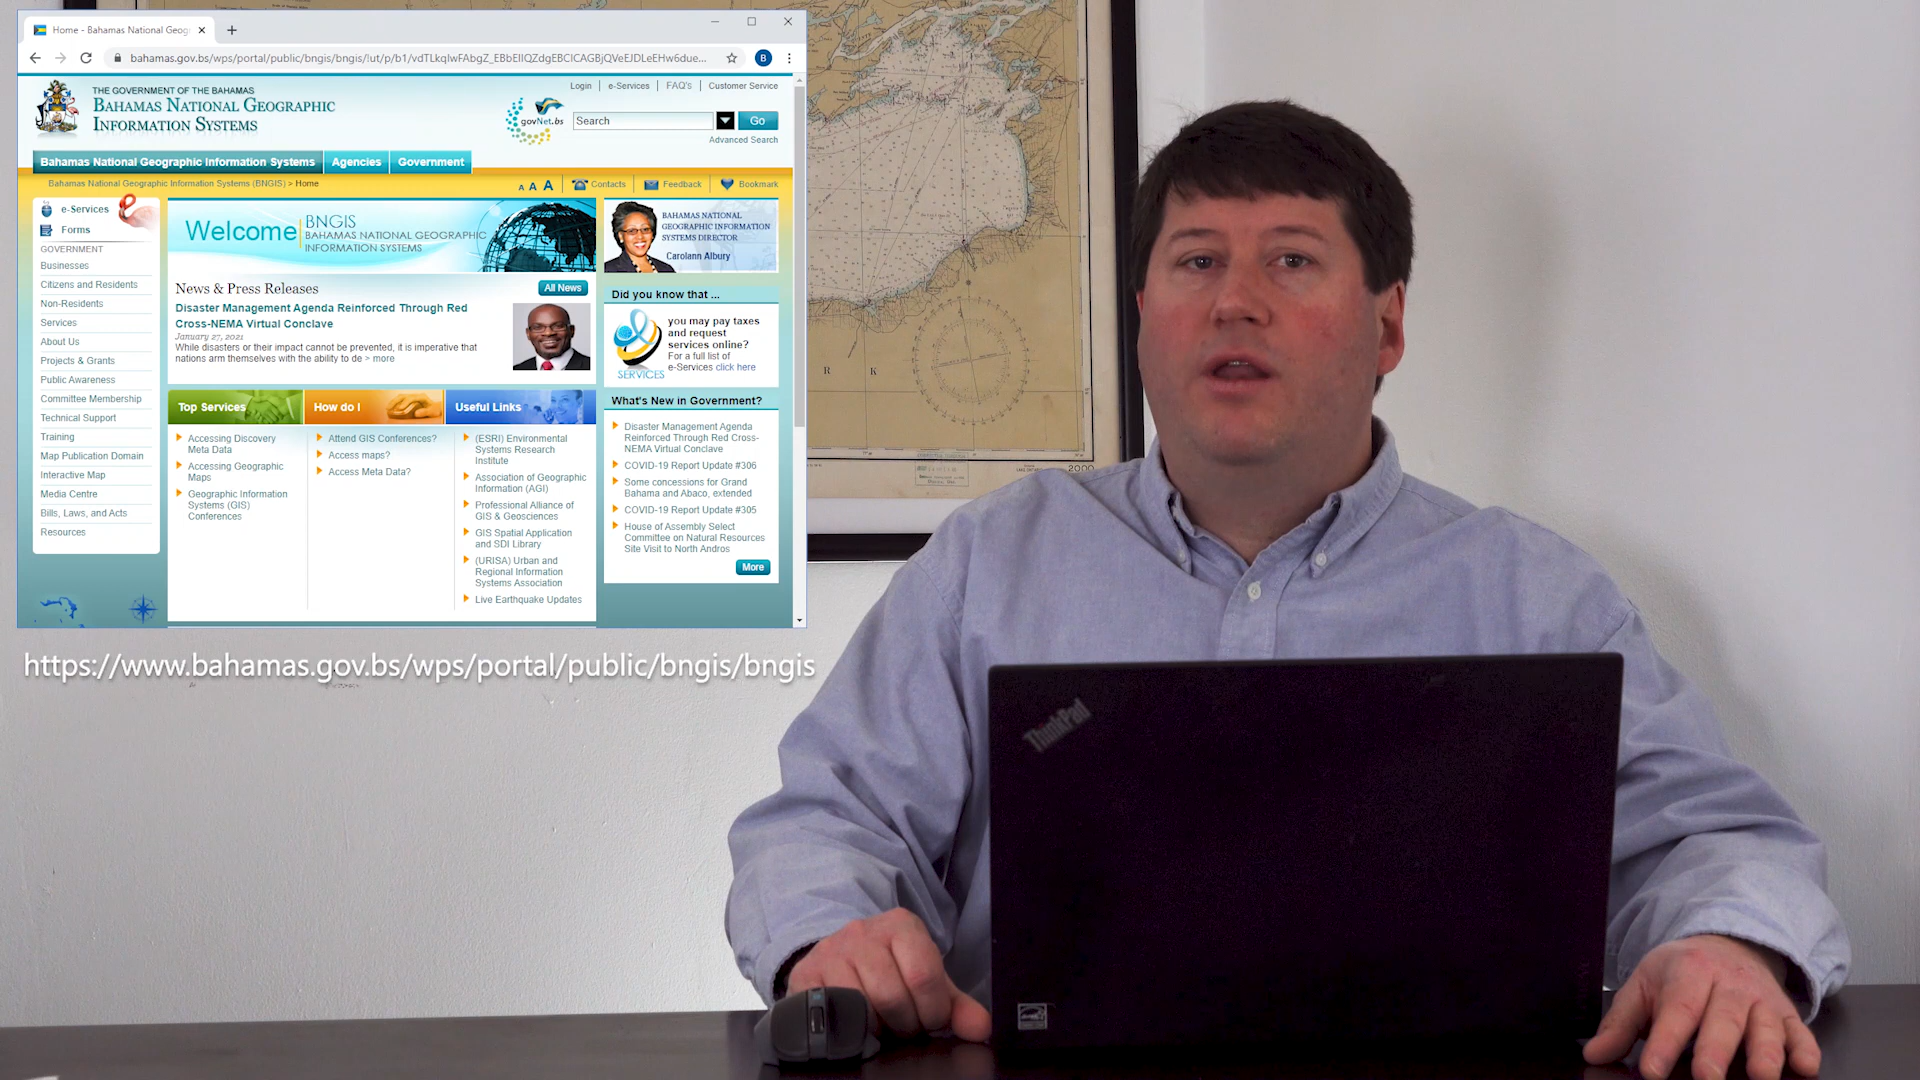 Home - Bahamas National Geog
bahamas.gov.bs/wps/portal/public/bngis/bngis/!ut/p/b1/
B
THE GOVERNMENT OF THE BAHAMAS
BAHAMAS NATIONAL GEOGRAPHIC
INFORMATION SYSTEMS
Login
e-Services
FAQ's
Customer Service
govNet.bs
Search
Go
Advanced Search
Bahamas National Geographic Information Systems
Agencies
Government
Bahamas National Geographic Information Systems (BNGIS) > Home
A A A
Contacts
Feedback
Bookmark
e-Services
Forms
GOVERNMENT
Businesses
Citizens and Residents
Non-Residents
Services
About Us
Projects & Grants
Public Awareness
Committee Membership
Technical Support
Training
Map Publication Domain
Interactive Map
Media Centre
Bills, Laws, and Acts
Resources
Welcome
BNGIS
BAHAMAS NATIONAL GEOGRAPHIC
INFORMATION SYSTEMS
News & Press Releases
All News
Disaster Management Agenda Reinforced Through Red
Cross-NEMA Virtual Conclave
January 27, 2021
While disasters or their impact cannot be prevented, it is imperative that
nations arm themselves with the ability to de > more
Top Services
Accessing Discovery
Meta Data
Accessing Geographic
Maps
Geographic Information
Systems (GIS)
Conferences
How do I
Attend GIS Conferences?
Access maps?
Access Meta Data?
Useful Links
(ESRI) Environmental
Systems Research
Institute
Association of Geographic
Information (AGI)
Professional Alliance of
GIS & Geosciences
GIS Spatial Application
and SDI Library
(URISA) Urban and
Regional Information
Systems Association
Live Earthquake Updates
BAHAMAS NATIONAL
GEOGRAPHIC INFORMATION
SYSTEMS DIRECTOR
Carolann Albury
Did you know that ...
you may pay taxes
and request
services online?
For a full list of
e-Services click here
SERVICES
What's New in Government?
Disaster Management Agenda
Reinforced Through Red Cross-
NEMA Virtual Conclave
COVID-19 Report Update #306
Some concessions for Grand
Bahama and Abaco, extended
COVID-19 Report Update #305
House of Assembly Select
Committee on Natural Resources
Site Visit to North Andros
More
https://www.bahamas.gov.bs/wps/portal/public/bngis/bngis
R K
2000
ThinkPad